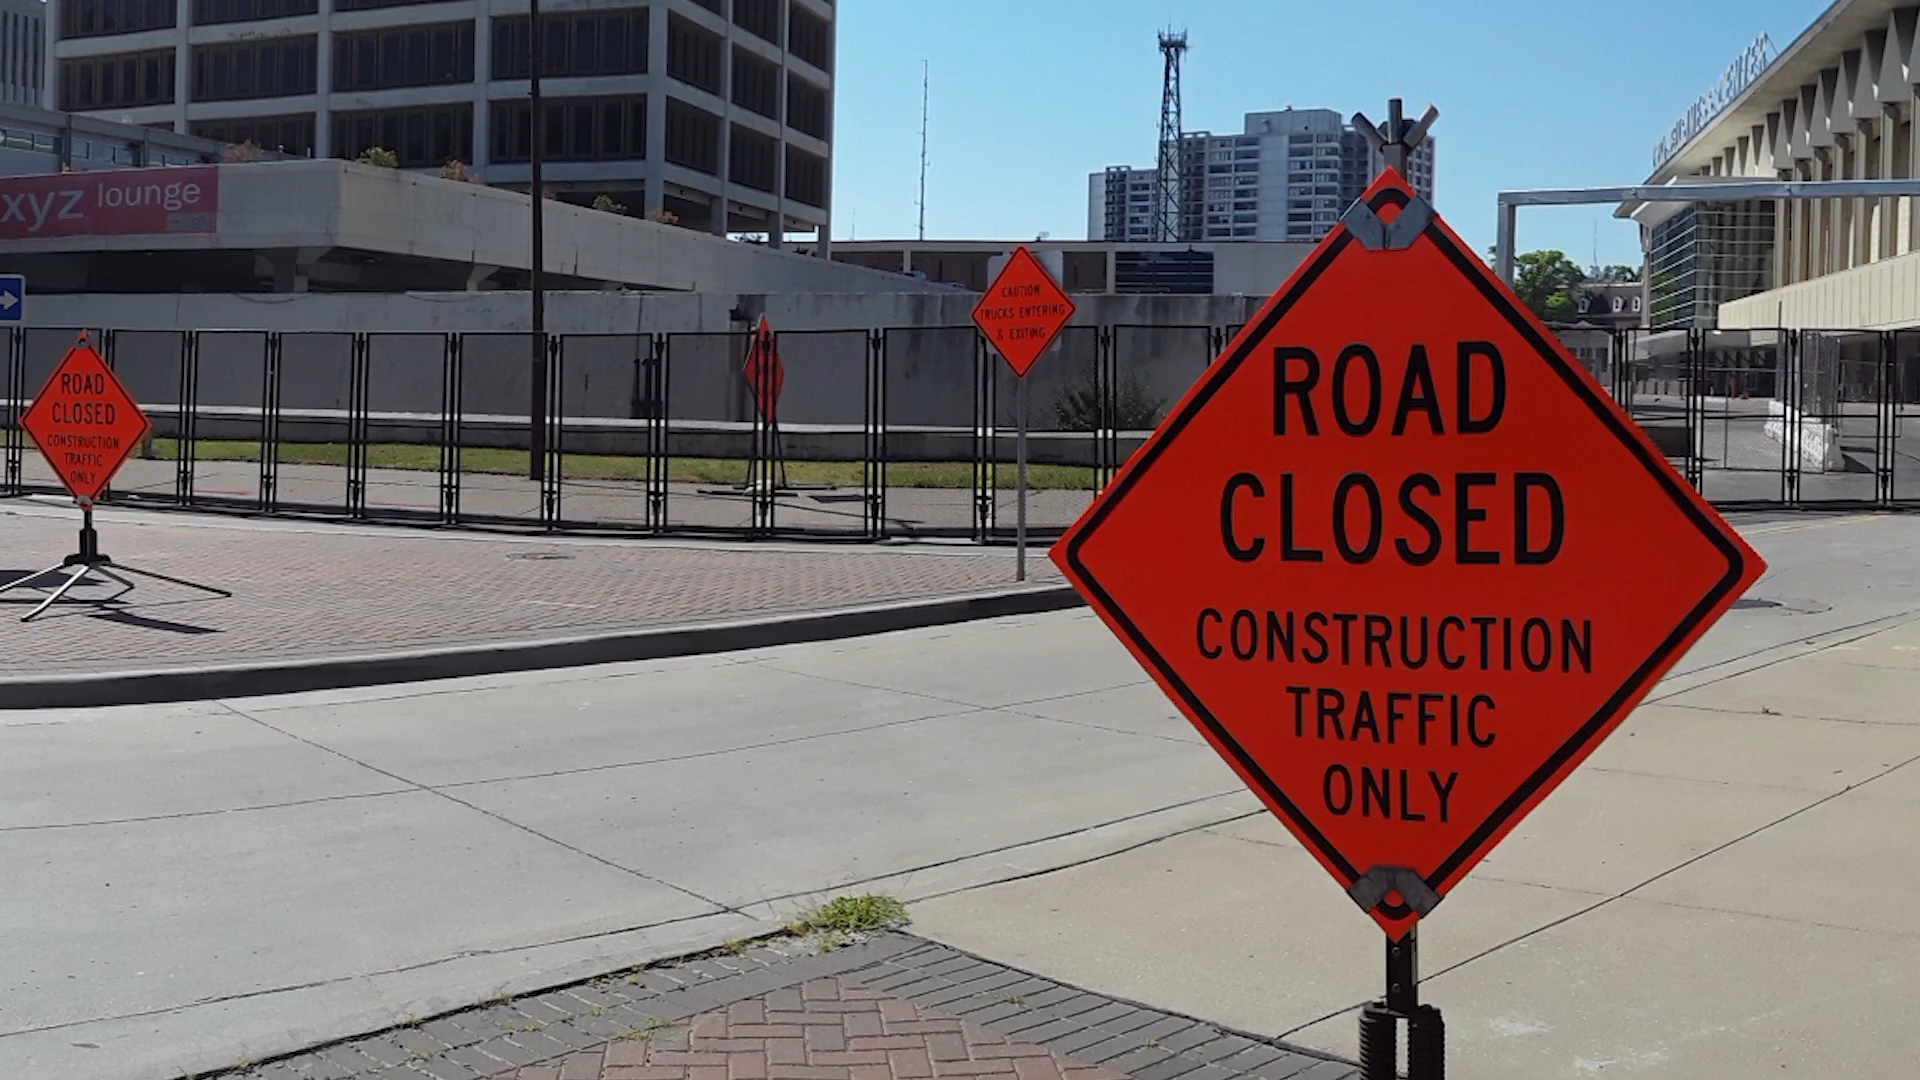 xyz lounge
ROAD
CLOSED
CONSTRUCTION
TRAFFIC
ONLY
CAUTION
TRUCKS ENTERING
& EXITING
ROAD
CLOSED
CONSTRUCTION
TRAFFIC
ONLY